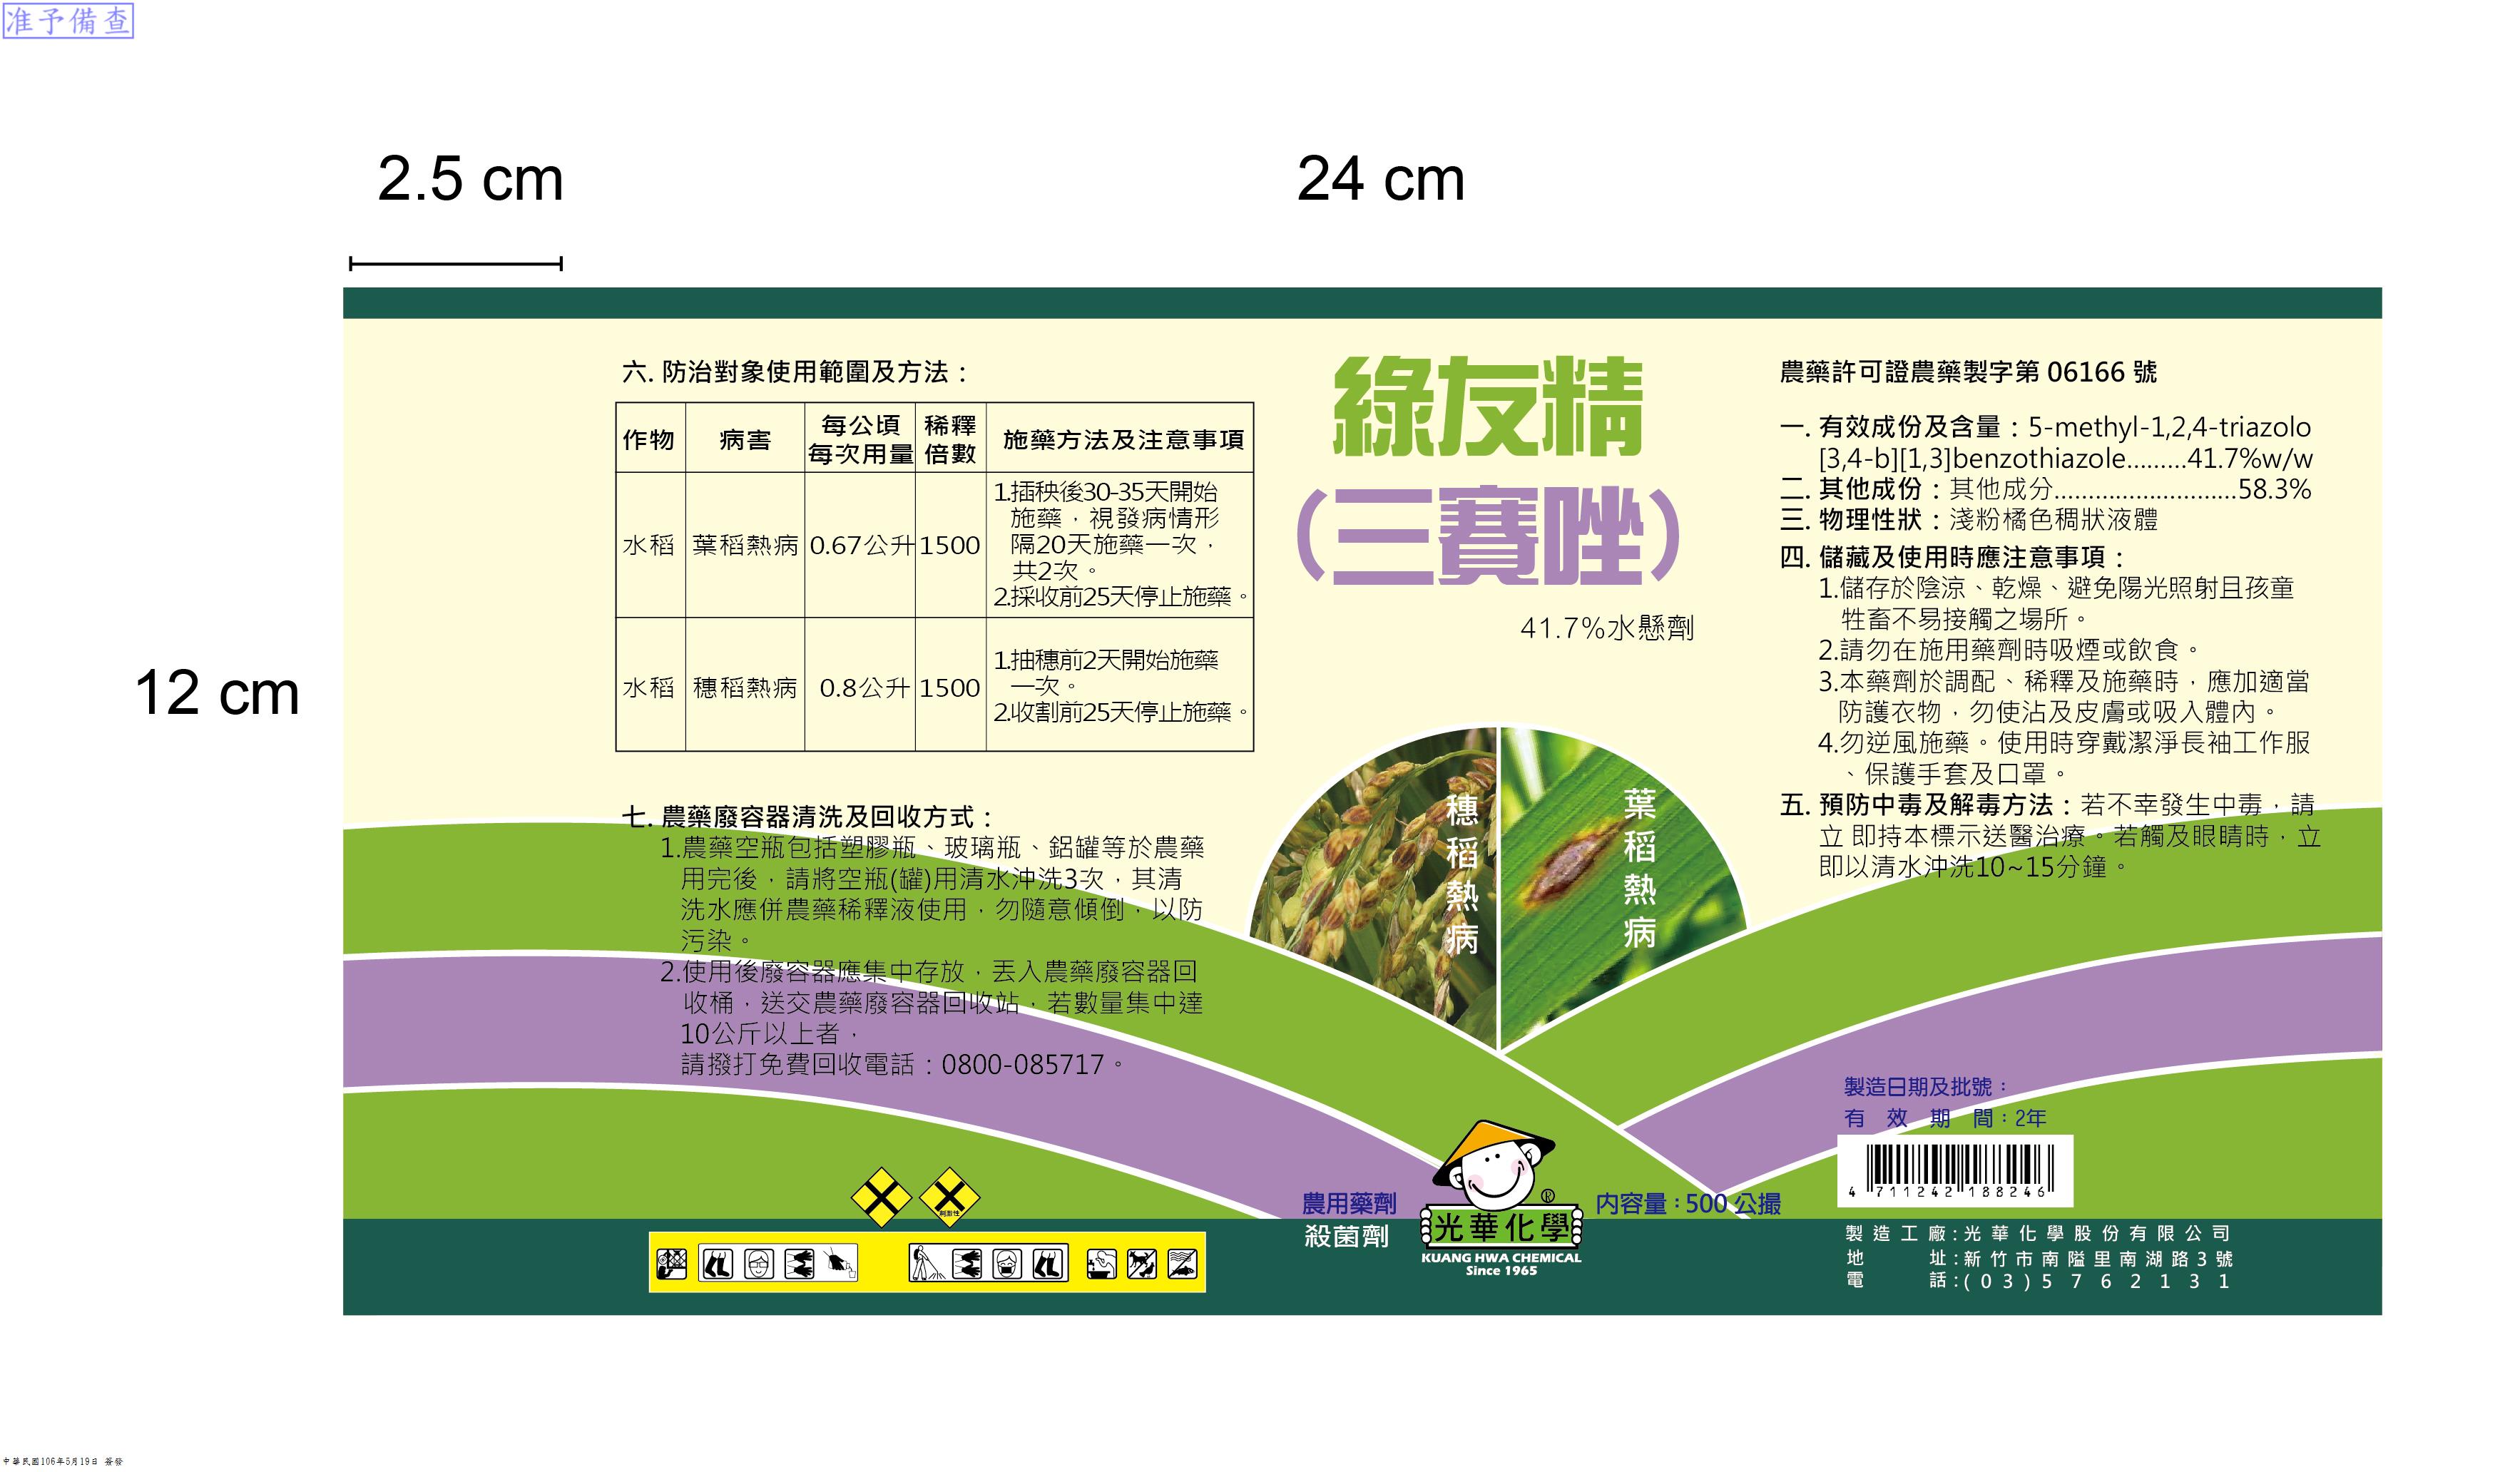 准予備查
2.5 cm
24 cm
12 cm
六. 防治對象使用範圍及方法：
作物 病害 每公頃每次用量 稀釋倍數 施藥方法及注意事項
水稻 葉稻熱病 0.67公升 1500
1.插秧後30-35天開始
施藥，視發病情形
隔20天施藥一次，
共2次。
2.採收前25天停止施藥。
水稻 穗稻熱病 0.8公升 1500
1.抽穗前2天開始施藥
一次。
2.收割前25天停止施藥。
七. 農藥廢容器清洗及回收方式：
1.農藥空瓶包括塑膠瓶、玻璃瓶、鋁罐等於農藥
用完後，請將空瓶(罐)用清水沖洗3次，其清
洗水應併農藥稀釋液使用，勿隨意傾倒，以防
污染。
2.使用後廢容器應集中存放，丟入農藥廢容器回
收桶，送交農藥廢容器回收站，若數量集中達
10公斤以上者，
請撥打免費回收電話：0800-085717。
刺激性
綠友精
(三賽唑)
41.7%水懸劑
穗稻熱病
葉稻熱病
農用藥劑
殺菌劑
®
光華化學
KUANG HWA CHEMICAL
Since 1965
內容量：500 公撮
農藥許可證農藥製字第 06166 號
一. 有效成份及含量：5-methyl-1,2,4-triazolo
[3,4-b][1,3]benzothiazole.........41.7%w/w
二. 其他成份：其他成分...........................58.3%
三. 物理性狀：淺粉橘色稠狀液體
四. 儲藏及使用時應注意事項：
1.儲存於陰涼、乾燥、避免陽光照射且孩童
牲畜不易接觸之場所。
2.請勿在施用藥劑時吸煙或飲食。
3.本藥劑於調配、稀釋及施藥時，應加適當
防護衣物，勿使沾及皮膚或吸入體內。
4.勿逆風施藥。使用時穿戴潔淨長袖工作服
、保護手套及口罩。
五. 預防中毒及解毒方法：若不幸發生中毒，請
立 即持本標示送醫治療。若觸及眼睛時，立
即以清水沖洗10~15分鐘。
製造日期及批號：
有 效 期 間：2年
4 711242 188246
製造工廠:光華化學股份有限公司
地 址:新竹市南隘里南湖路3號
電 話:(03)5762131
中華民國106年5月19日 簽發